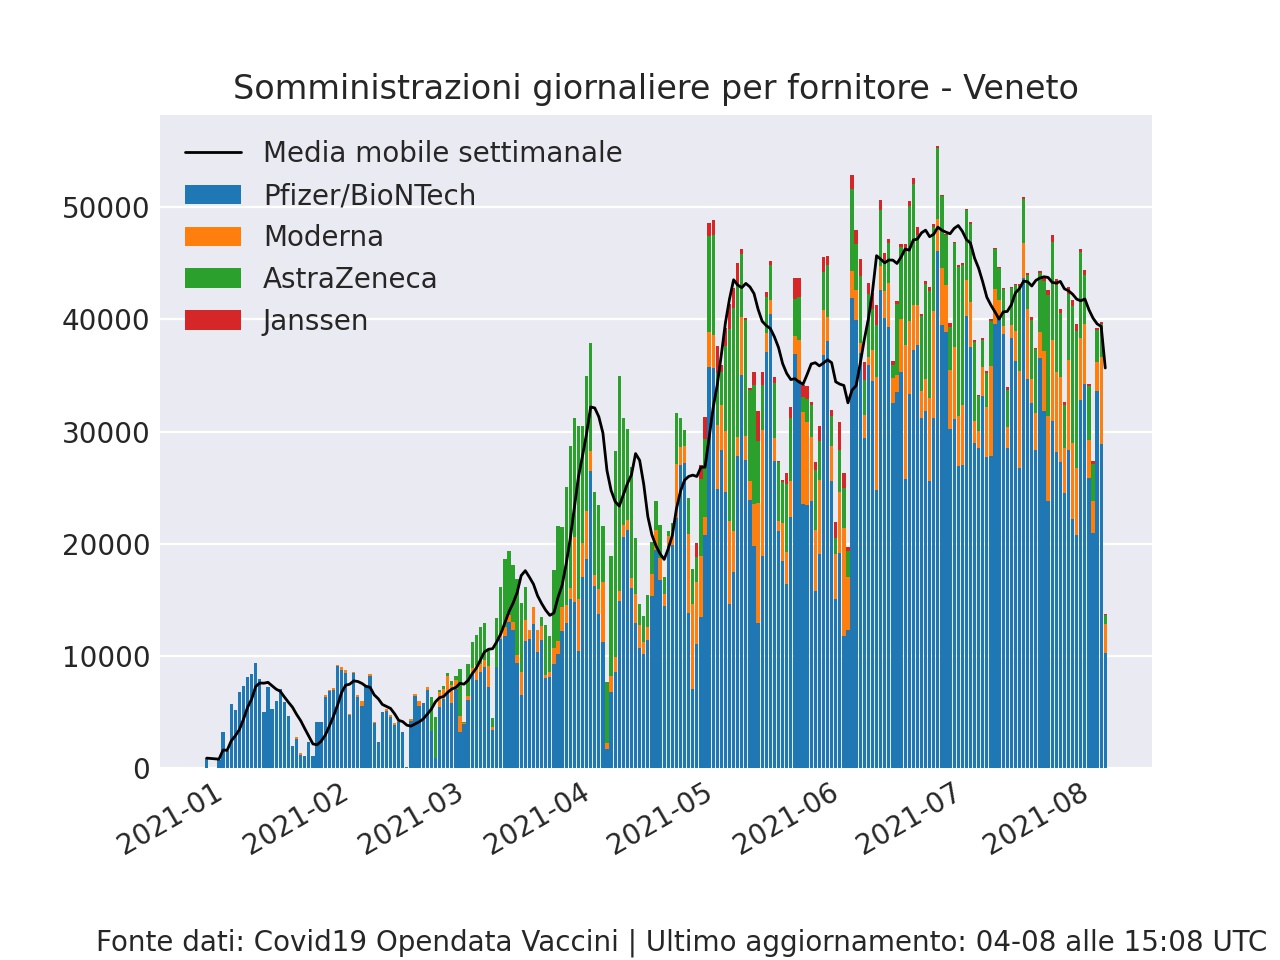 Somministrazioni giornaliere per fornitore - Veneto
Media mobile settimanale
Pfizer/BioNTech
Moderna
AstraZeneca
Janssen
50000
40000
30000
20000
10000
0
2021-01
2021-02
2021-03
2021-04
2021-05
2021-06
2021-07
2021-08
Fonte dati: Covid19 Opendata Vaccini | Ultimo aggiornamento: 04-08 alle 15:08 UTC